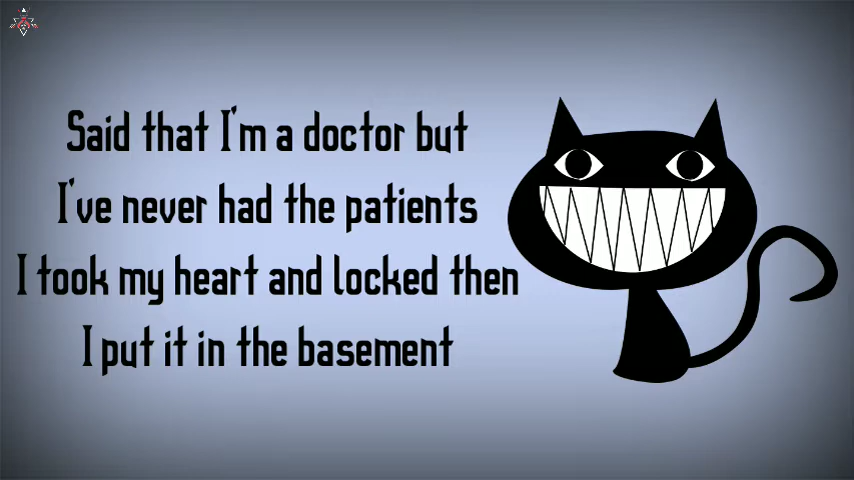 Said that I'm a doctor but
I've never had the patients
I took my heart and locked then
I put it in the basement